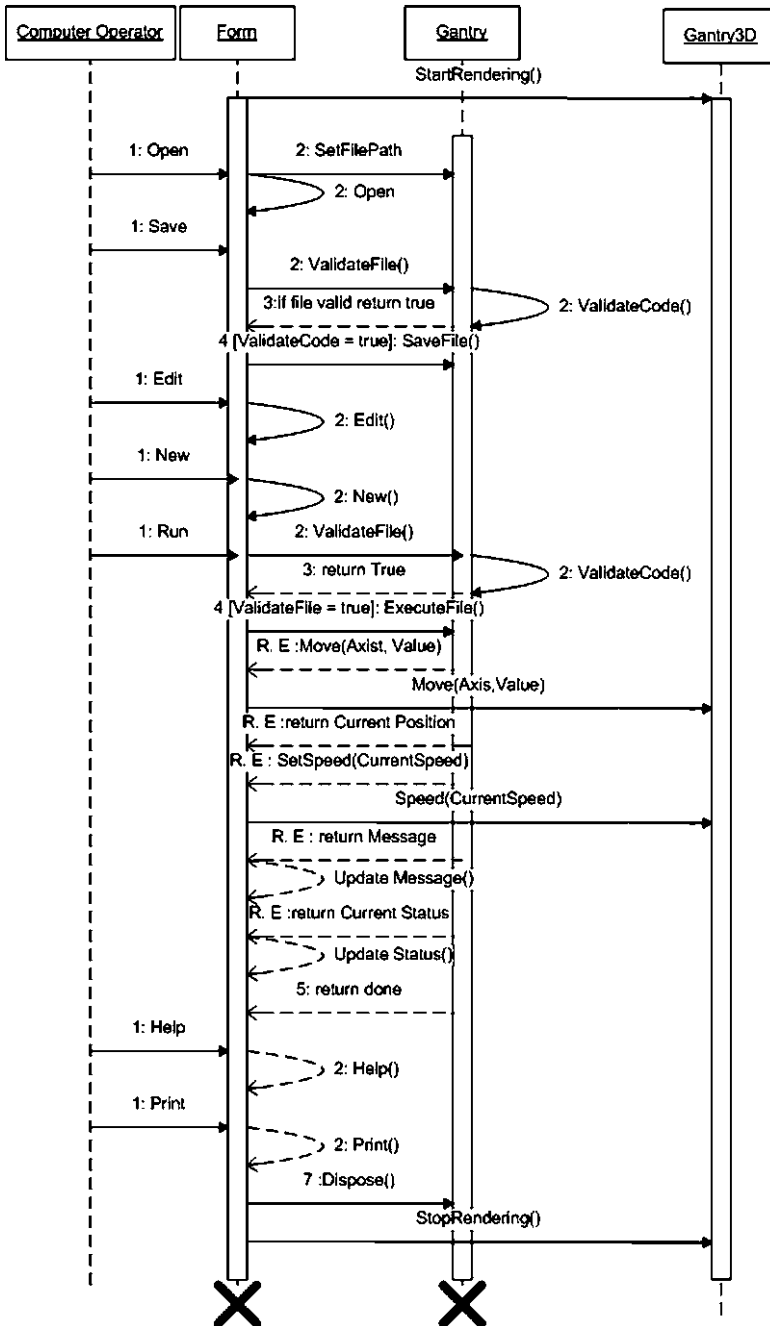 Computer Operator
Form
Gantry
Gantry3D
StartRendering()
1: Open
2: SetFilePath
2: Open
1: Save
2: ValidateFile()
3:if file valid return true
2: ValidateCode()
4 [ValidateCode = true]: SaveFile()
1: Edit
2: Edit()
1: New
2: New()
1: Run
2: ValidateFile()
3: return True
2: ValidateCode()
4 [ValidateFile = true]: ExecuteFile()
R. E :Move(Axist, Value)
Move(Axis,Value)
R. E :return Current Position
R. E : SetSpeed(CurrentSpeed)
Speed(CurrentSpeed)
R. E : return Message
Update Message()
R. E :return Current Status
Update Status()
5: return done
1: Help
2: Help()
1: Print
2: Print()
7 :Dispose()
StopRendering()